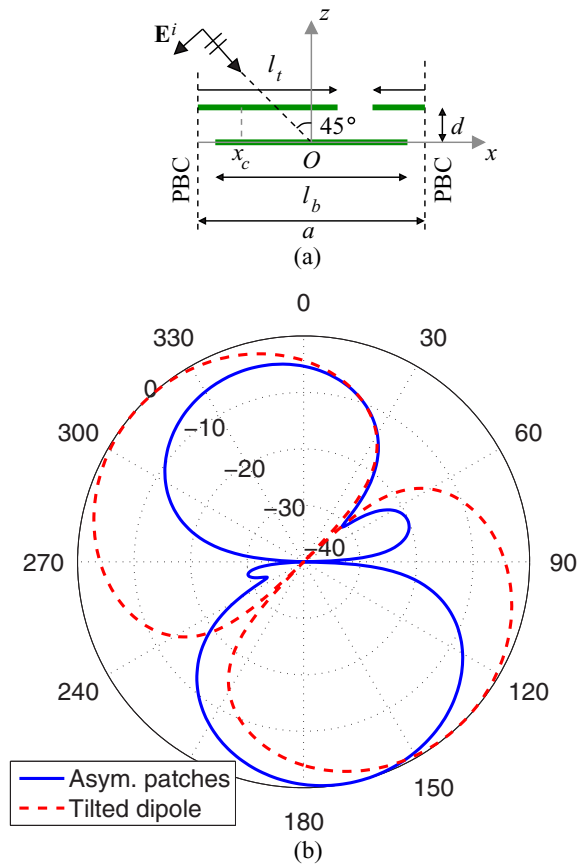 z
E^i
l_t
45°
d
x_c
O
x
PBC
PBC
l_b
a
(a)
0
330
30
0
300
60
−10
−20
−30
270
−40
90
240
120
Asym. patches
Tilted dipole
150
180
(b)